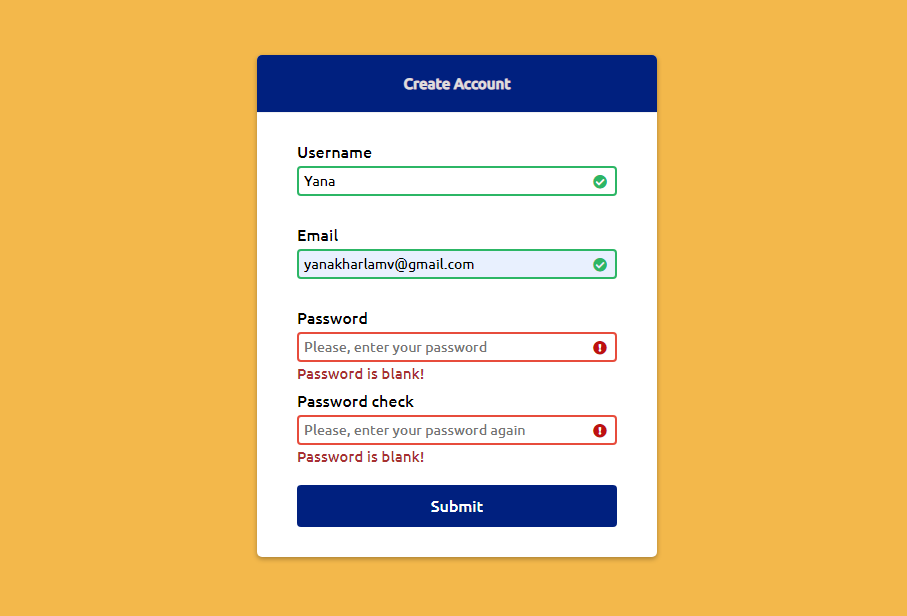 Create Account
Username
Yana
Email
yanakharlamv@gmail.com
Password
Please, enter your password
Password is blank!
Password check
Please, enter your password again
Password is blank!
Submit